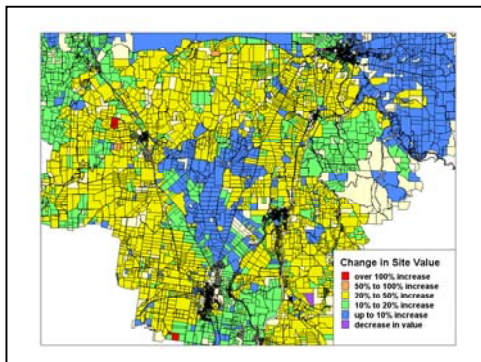 Change in Site Value
over 100% increase
50% to 100% increase
20% to 50% increase
10% to 20% increase
up to 10% increase
decrease in value